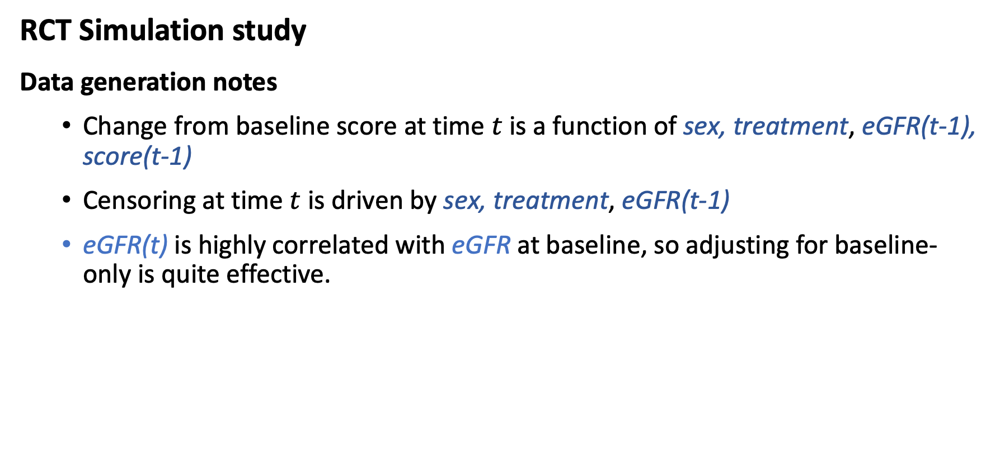 RCT Simulation study
Data generation notes
• Change from baseline score at time t is a function of sex, treatment, eGFR(t-1),
score(t-1)
• Censoring at time t is driven by sex, treatment, eGFR(t-1)
• eGFR(t) is highly correlated with eGFR at baseline, so adjusting for baseline-
only is quite effective.